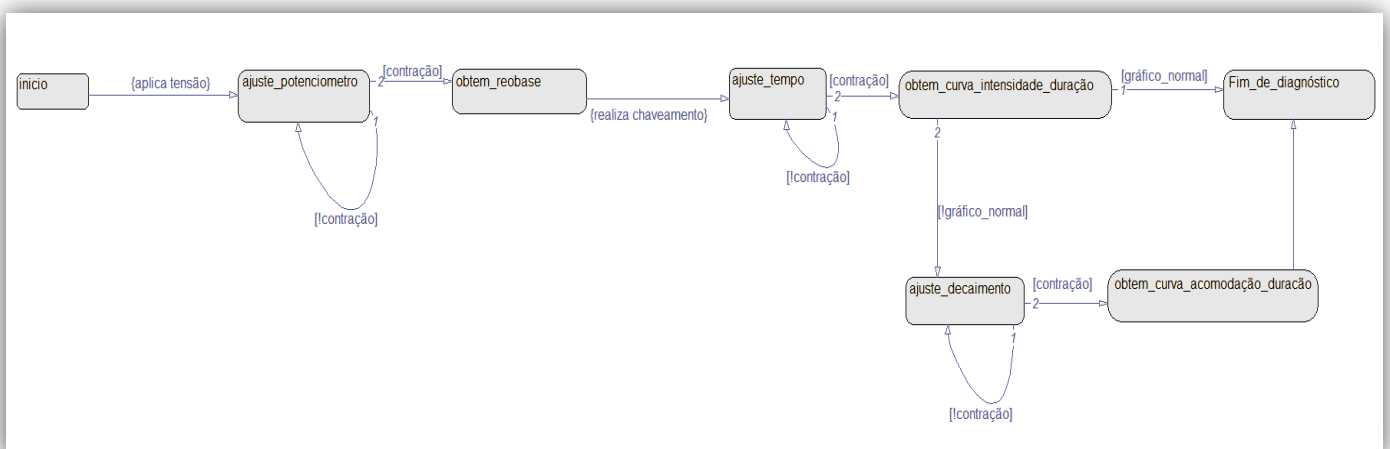 inicio
{aplica tensão}
ajuste_potenciometro
2
[contração]
1
[!contração]
obtem_reobase
{realiza chaveamento}
ajuste_tempo
2
[contração]
1
[!contração]
obtem_curva_intensidade_duração
1
[gráfico_normal]
Fim_de_diagnóstico
2
[!gráfico_normal]
ajuste_decaimento
2
[contração]
1
[!contração]
obtem_curva_acomodação_duracão